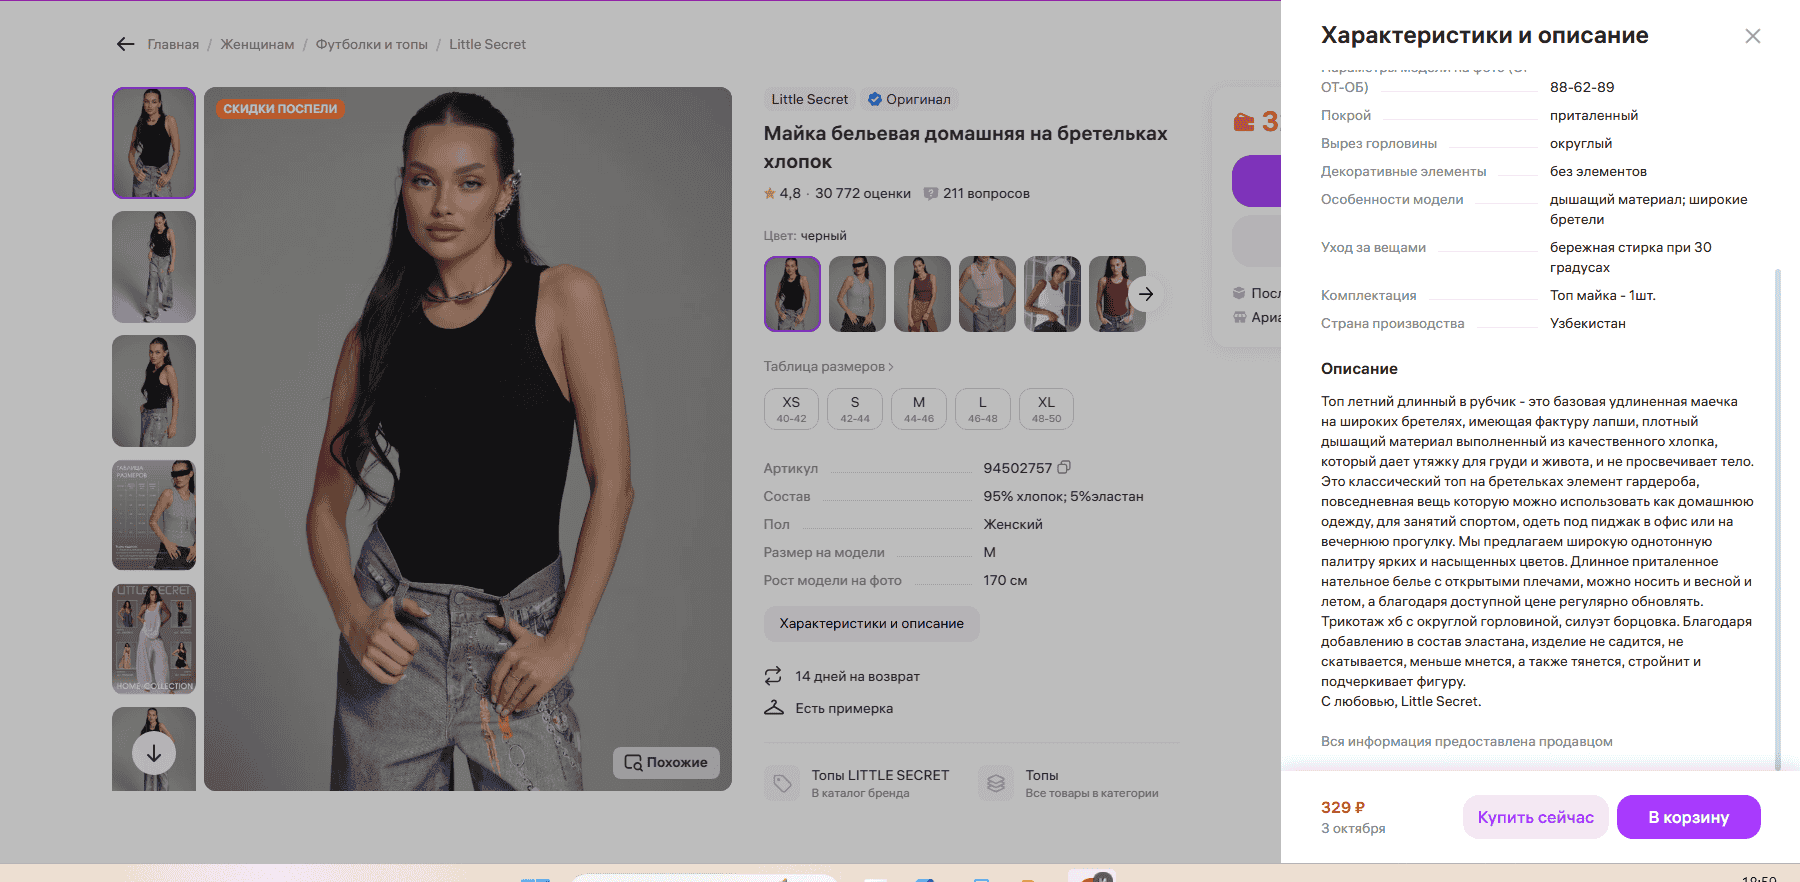 Главная / Женщинам / Футболки и топы / Little Secret
СКИДКИ ПОСПЕЛИ
ТАБЛИЦА
РАЗМЕРОВ
LITTLE SECRET
HOME COLLECTION
Похожие
Little Secret
Оригинал
Майка бельевая домашняя на бретельках
хлопок
4,8 · 30 772 оценки
211 вопросов
Цвет: черный
Таблица размеров
XS
40-42
S
42-44
M
44-46
L
46-48
XL
48-50
Артикул 94502757
Состав 95% хлопок; 5%эластан
Пол Женский
Размер на модели M
Рост модели на фото 170 см
Характеристики и описание
14 дней на возврат
Есть примерка
Топы LITTLE SECRET
В каталог бренда
Топы
Все товары в категории
Характеристики и описание
Параметры модели на фото (ОГ-
ОТ-ОБ) 88-62-89
Покрой приталенный
Вырез горловины округлый
Декоративные элементы без элементов
Особенности модели дышащий материал; широкие
бретели
Уход за вещами бережная стирка при 30
градусах
Комплектация Топ майка - 1шт.
Страна производства Узбекистан
Описание
Топ летний длинный в рубчик - это базовая удлиненная маечка
на широких бретелях, имеющая фактуру лапши, плотный
дышащий материал выполненный из качественного хлопка,
который дает утяжку для груди и живота, и не просвечивает тело.
Это классический топ на бретельках элемент гардероба,
повседневная вещь которую можно использовать как домашнюю
одежду, для занятий спортом, одеть под пиджак в офис или на
вечернюю прогулку. Мы предлагаем широкую однотонную
палитру ярких и насыщенных цветов. Длинное приталенное
нательное белье с открытыми плечами, можно носить и весной и
летом, а благодаря доступной цене регулярно обновлять.
Трикотаж хб с округлой горловиной, силуэт борцовка. Благодаря
добавлению в состав эластана, изделие не садится, не
скатывается, меньше мнется, а также тянется, стройнит и
подчеркивает фигуру.
С любовью, Little Secret.
Вся информация предоставлена продавцом
329 ₽
3 октября
Купить сейчас
В корзину